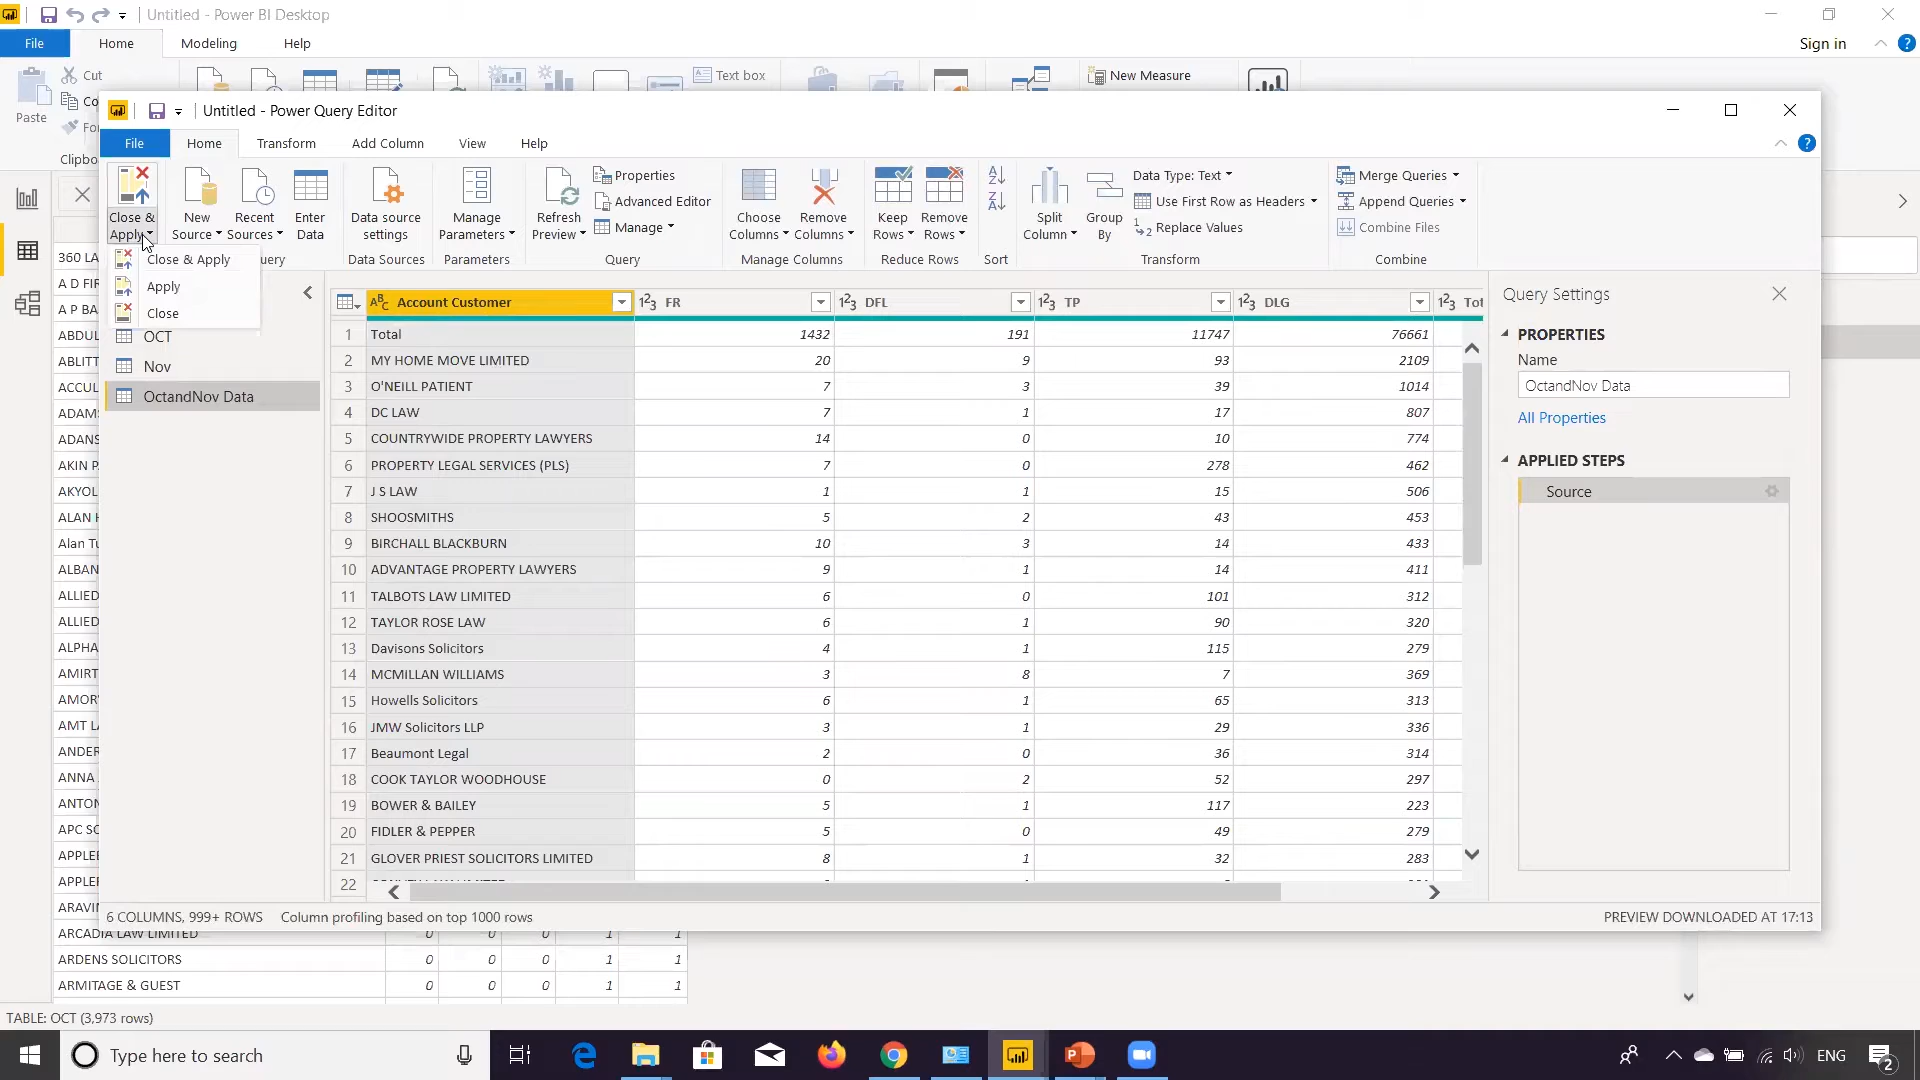 Untitled - Power BI Desktop
File Home Modeling Help Sign in
Cut
Paste
Text box
New Measure
Untitled - Power Query Editor
File Home Transform Add Column View Help
Close & Apply
New Source
Recent Sources
Enter Data
Data source settings
Data Sources
Manage Parameters
Parameters
Refresh Preview
Properties
Advanced Editor
Manage
Query
Choose Columns
Remove Columns
Manage Columns
Keep Rows
Remove Rows
Reduce Rows
Sort
Split Column
Group By
Data Type: Text
Use First Row as Headers
Replace Values
Transform
Merge Queries
Append Queries
Combine Files
Combine
Close & Apply
Apply
Close
OCT
Nov
OctandNov Data
Account Customer FR DFL TP DLG
1 Total 1432 191 11747 76661
2 MY HOME MOVE LIMITED 20 9 93 2109
3 O'NEILL PATIENT 7 3 39 1014
4 DC LAW 7 1 17 807
5 COUNTRYWIDE PROPERTY LAWYERS 14 0 10 774
6 PROPERTY LEGAL SERVICES (PLS) 7 0 278 462
7 J S LAW 1 1 15 506
8 SHOOSMITHS 5 2 43 453
9 BIRCHALL BLACKBURN 10 3 14 433
10 ADVANTAGE PROPERTY LAWYERS 9 1 14 411
11 TALBOTS LAW LIMITED 6 0 101 312
12 TAYLOR ROSE LAW 6 1 90 320
13 Davisons Solicitors 4 1 115 279
14 MCMILLAN WILLIAMS 3 8 7 369
15 Howells Solicitors 6 1 65 313
16 JMW Solicitors LLP 3 1 29 336
17 Beaumont Legal 2 0 36 314
18 COOK TAYLOR WOODHOUSE 0 2 52 297
19 BOWER & BAILEY 5 1 117 223
20 FIDLER & PEPPER 5 0 49 279
21 GLOVER PRIEST SOLICITORS LIMITED 8 1 32 283
22
Query Settings
PROPERTIES
Name
OctandNov Data
All Properties
APPLIED STEPS
Source
6 COLUMNS, 999+ ROWS Column profiling based on top 1000 rows PREVIEW DOWNLOADED AT 17:13
ARCADIA LAW LIMITED 0 0 0 1 1
ARDENS SOLICITORS 0 0 0 1 1
ARMITAGE & GUEST 0 0 0 1 1
TABLE: OCT (3,973 rows)
Type here to search
ENG
2